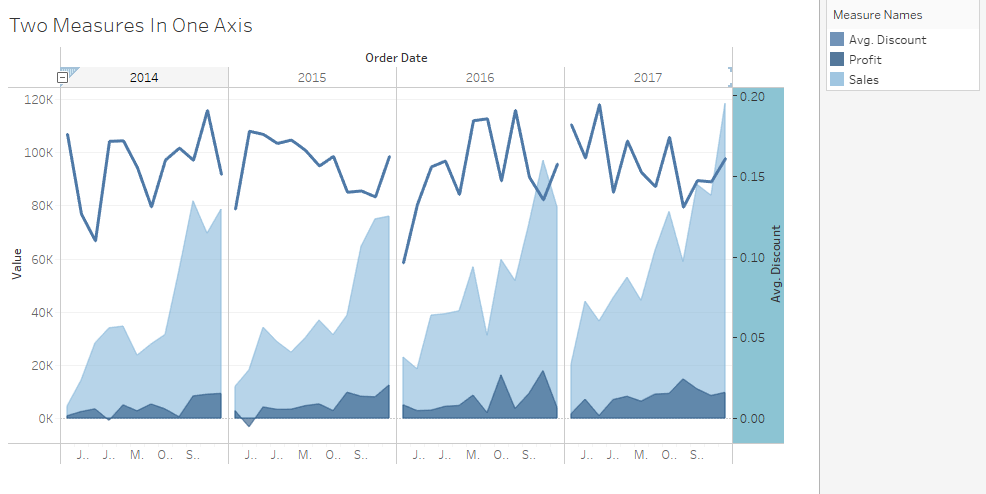 Two Measures In One Axis
Order Date
2014 2015 2016 2017
Value
120K
100K
80K
60K
40K
20K
0K
0.20
0.15
0.10
0.05
0.00
Avg. Discount
J.. J.. M. O.. S..
J.. J.. M. O.. S..
J.. J.. M. O.. S..
J.. J.. M. O.. S..
Measure Names
Avg. Discount
Profit
Sales